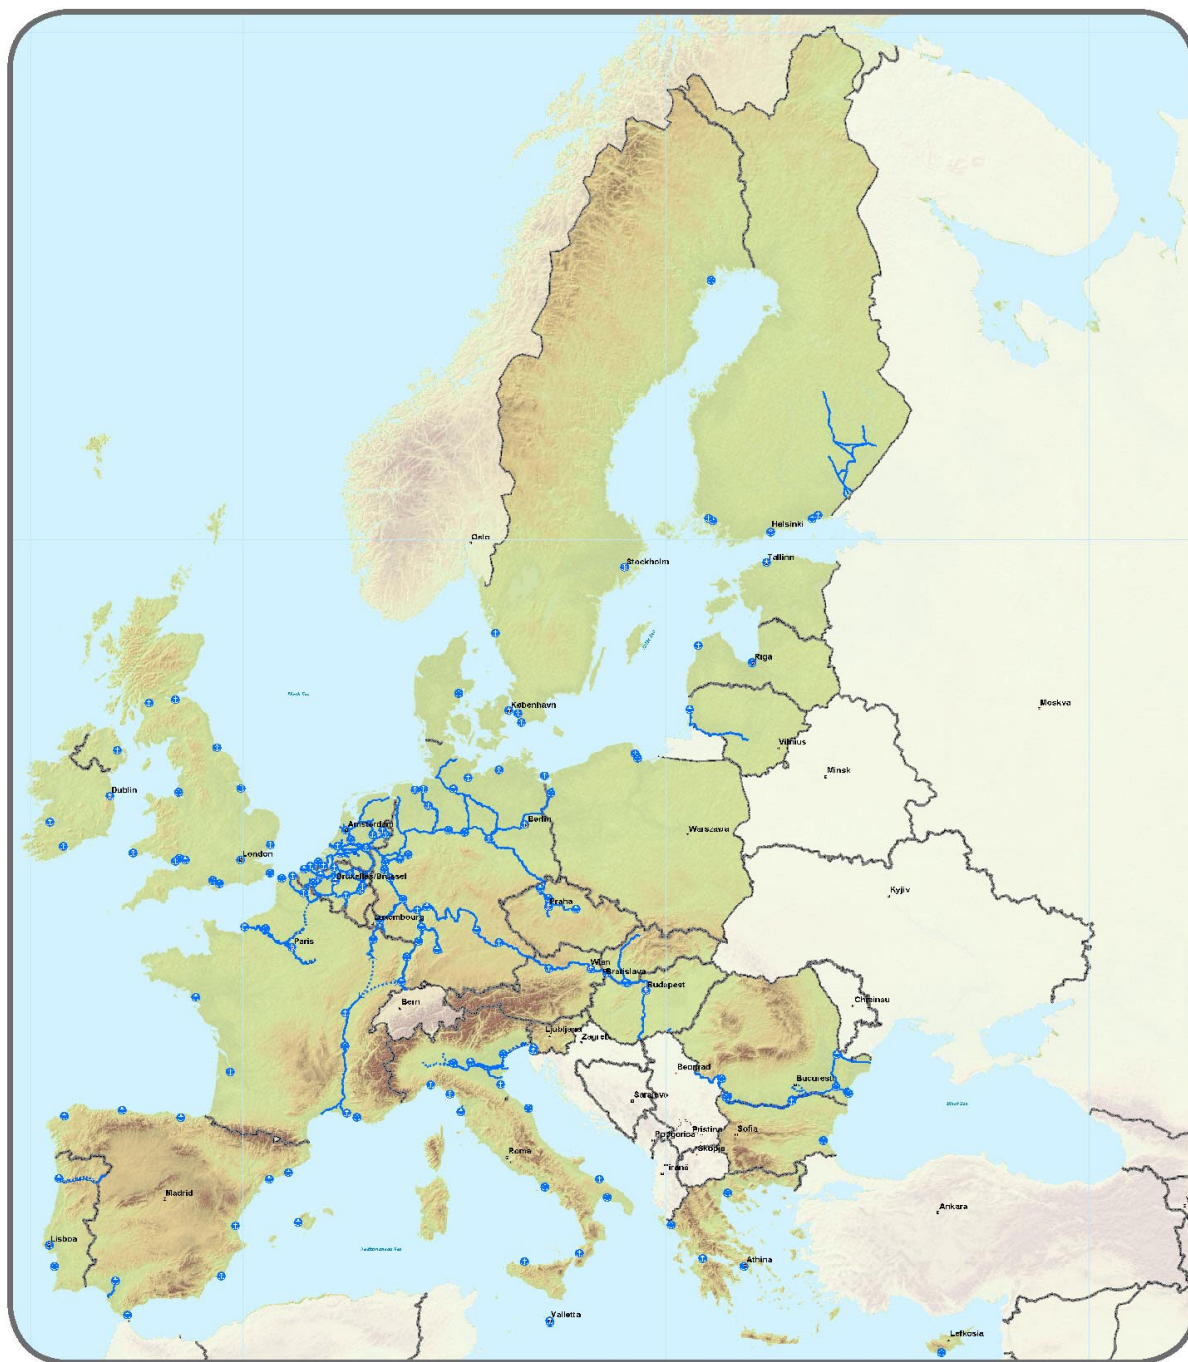 Oslo
Helsinki
Tallinn
Stockholm
Riga
København
Moskva
Vilnius
Minsk
Dublin
Amsterdam
Berlin
Warszawa
London
Bruxelles/Brussel
Kyjiv
Praha
Luxembourg
Paris
Wien
Bratislava
Budapest
Bern
Chisinau
Ljubljana
Zagreb
Beograd
Bucuresti
Sarajevo
Pristina
Sofia
Podgorica
Skopje
Roma
Tirana
Madrid
Ankara
Lisboa
Athina
Valletta
Lefkosia